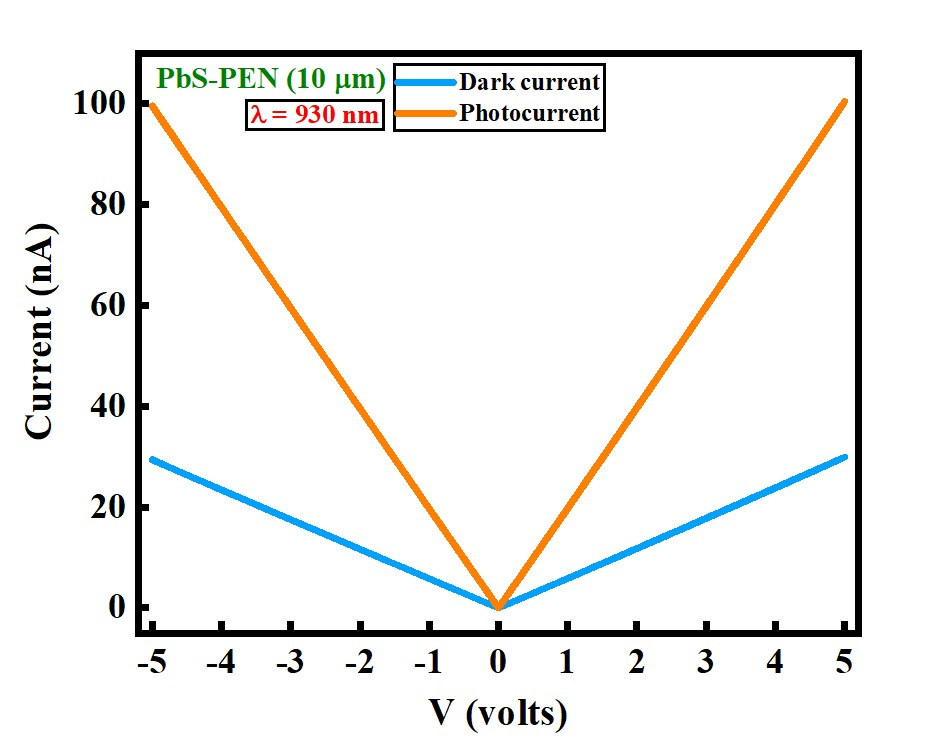 PbS-PEN (10 μm)
λ = 930 nm
Dark current
Photocurrent
100
80
60
40
20
0
Current (nA)
-5 -4 -3 -2 -1 0 1 2 3 4 5
V (volts)